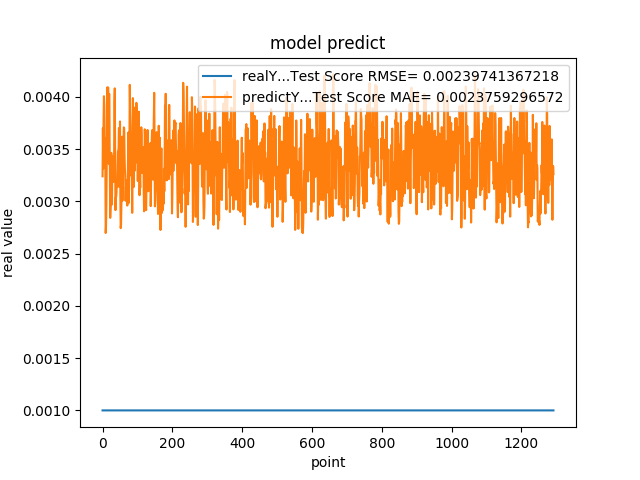 model predict
realY...Test Score RMSE= 0.00239741367218
predictY...Test Score MAE= 0.0023759296572
real value
0.0040
0.0035
0.0030
0.0025
0.0020
0.0015
0.0010
0 200 400 600 800 1000 1200
point